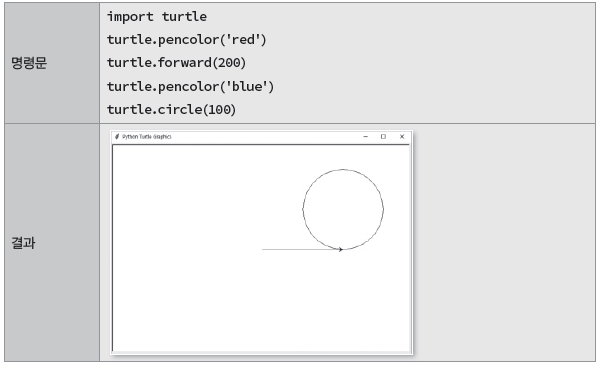 명령문
import turtle
turtle.pencolor('red')
turtle.forward(200)
turtle.pencolor('blue')
turtle.circle(100)
결과
Python Turtle Graphics